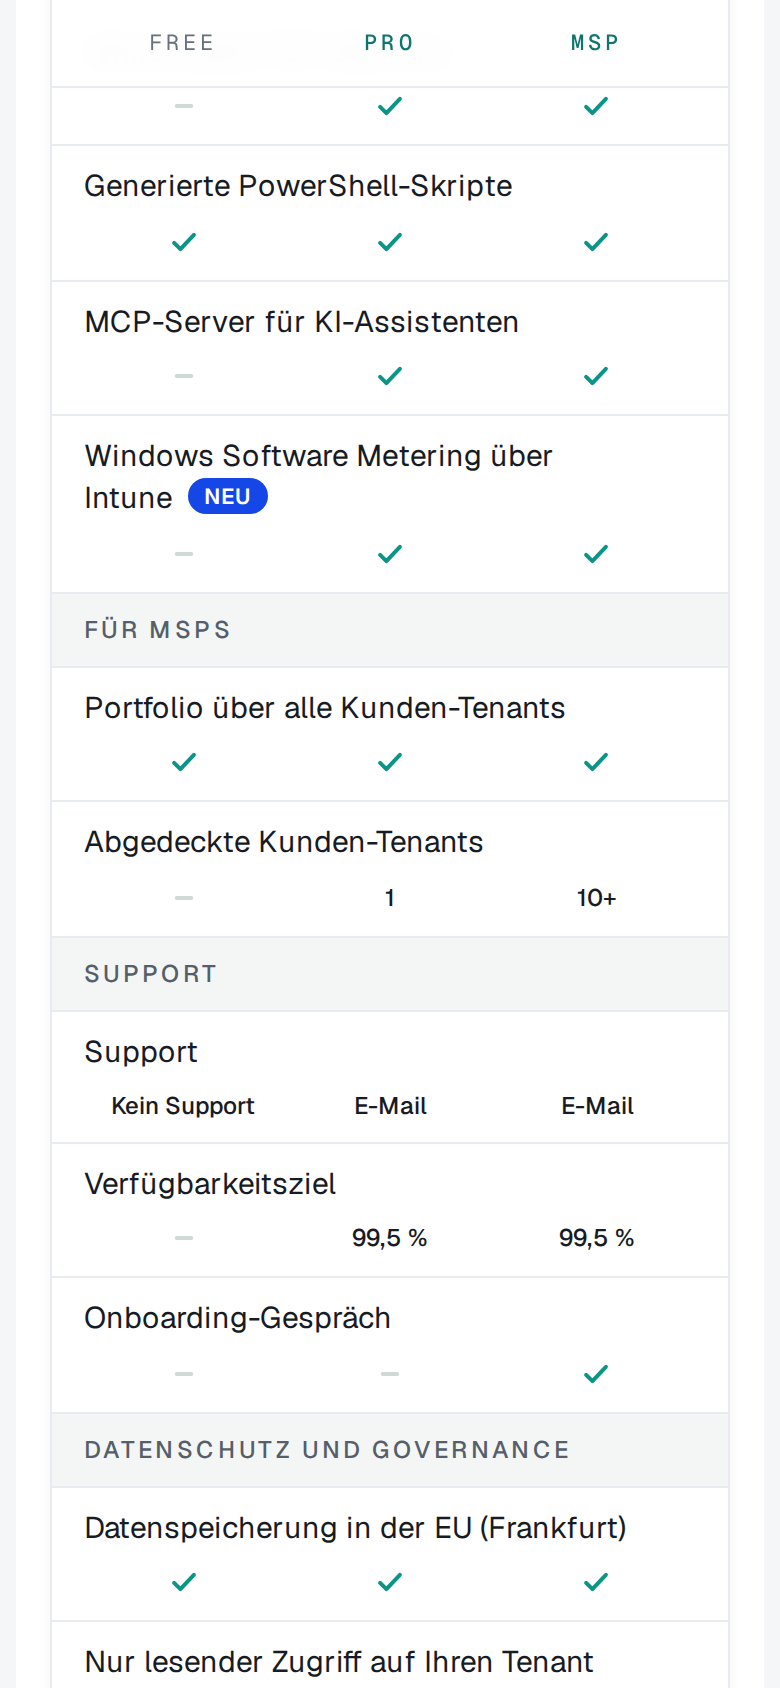 FREE PRO MSP
Generierte PowerShell-Skripte
MCP-Server für KI-Assistenten
Windows Software Metering über
Intune NEU
FÜR MSPS
Portfolio über alle Kunden-Tenants
Abgedeckte Kunden-Tenants
1 10+
SUPPORT
Support
Kein Support E-Mail E-Mail
Verfügbarkeitsziel
99,5 % 99,5 %
Onboarding-Gespräch
DATENSCHUTZ UND GOVERNANCE
Datenspeicherung in der EU (Frankfurt)
Nur lesender Zugriff auf Ihren Tenant